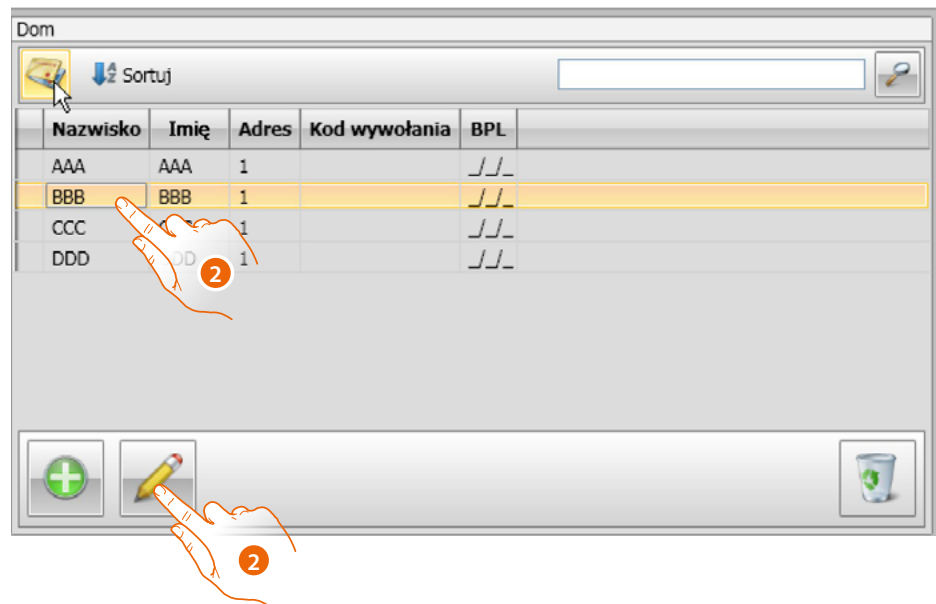 Dom
Sortuj
Nazwisko Imię Adres Kod wywołania BPL
AAA AAA 1 _/_/_
BBB BBB 1 _/_/_
CCC 1 _/_/_
DDD 1 _/_/_
2
2